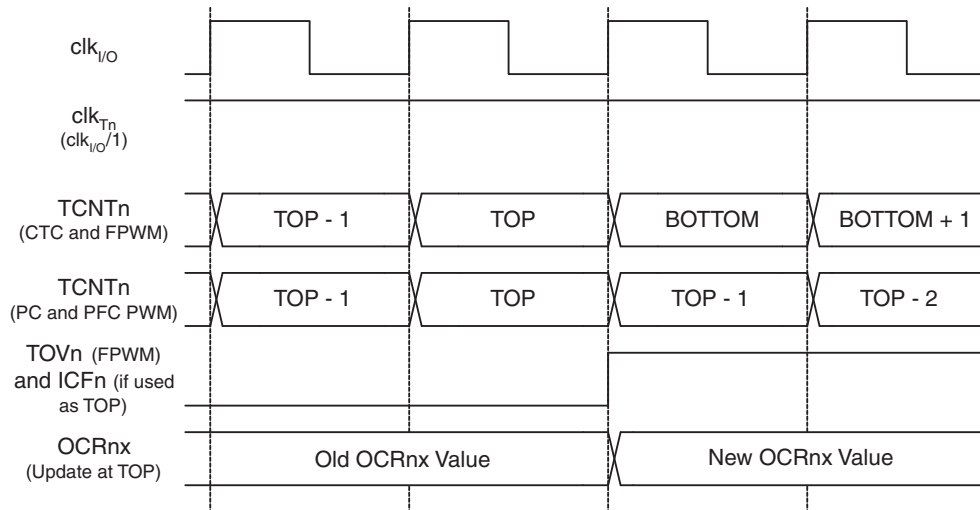 clkI/O
clkTn
(clkI/O/1)
TCNTn
(CTC and FPWM)
TOP - 1
TOP
BOTTOM
BOTTOM + 1
TCNTn
(PC and PFC PWM)
TOP - 1
TOP
TOP - 1
TOP - 2
TOVn (FPWM)
and ICFn (if used
as TOP)
OCRnx
(Update at TOP)
Old OCRnx Value
New OCRnx Value